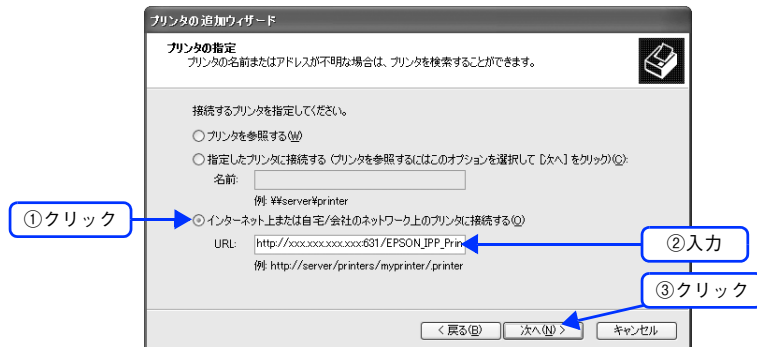 プリンタの追加ウィザード
プリンタの指定
プリンタの名前またはアドレスが不明な場合は、プリンタを検索することができます。
接続するプリンタを指定してください。
プリンタを参照する(W)
指定したプリンタに接続する (プリンタを参照するにはこのオプションを選択して [次へ] をクリック)(C):
名前:
例: ¥¥server¥printer
①クリック
インターネット上または自宅/会社のネットワーク上のプリンタに接続する(O)
URL: http://xxx.xxx.xxx.xxx:631/EPSON_IPP_Prin
②入力
例: http://server/printers/myprinter/.printer
③クリック
< 戻る(B) 次へ(N) > キャンセル